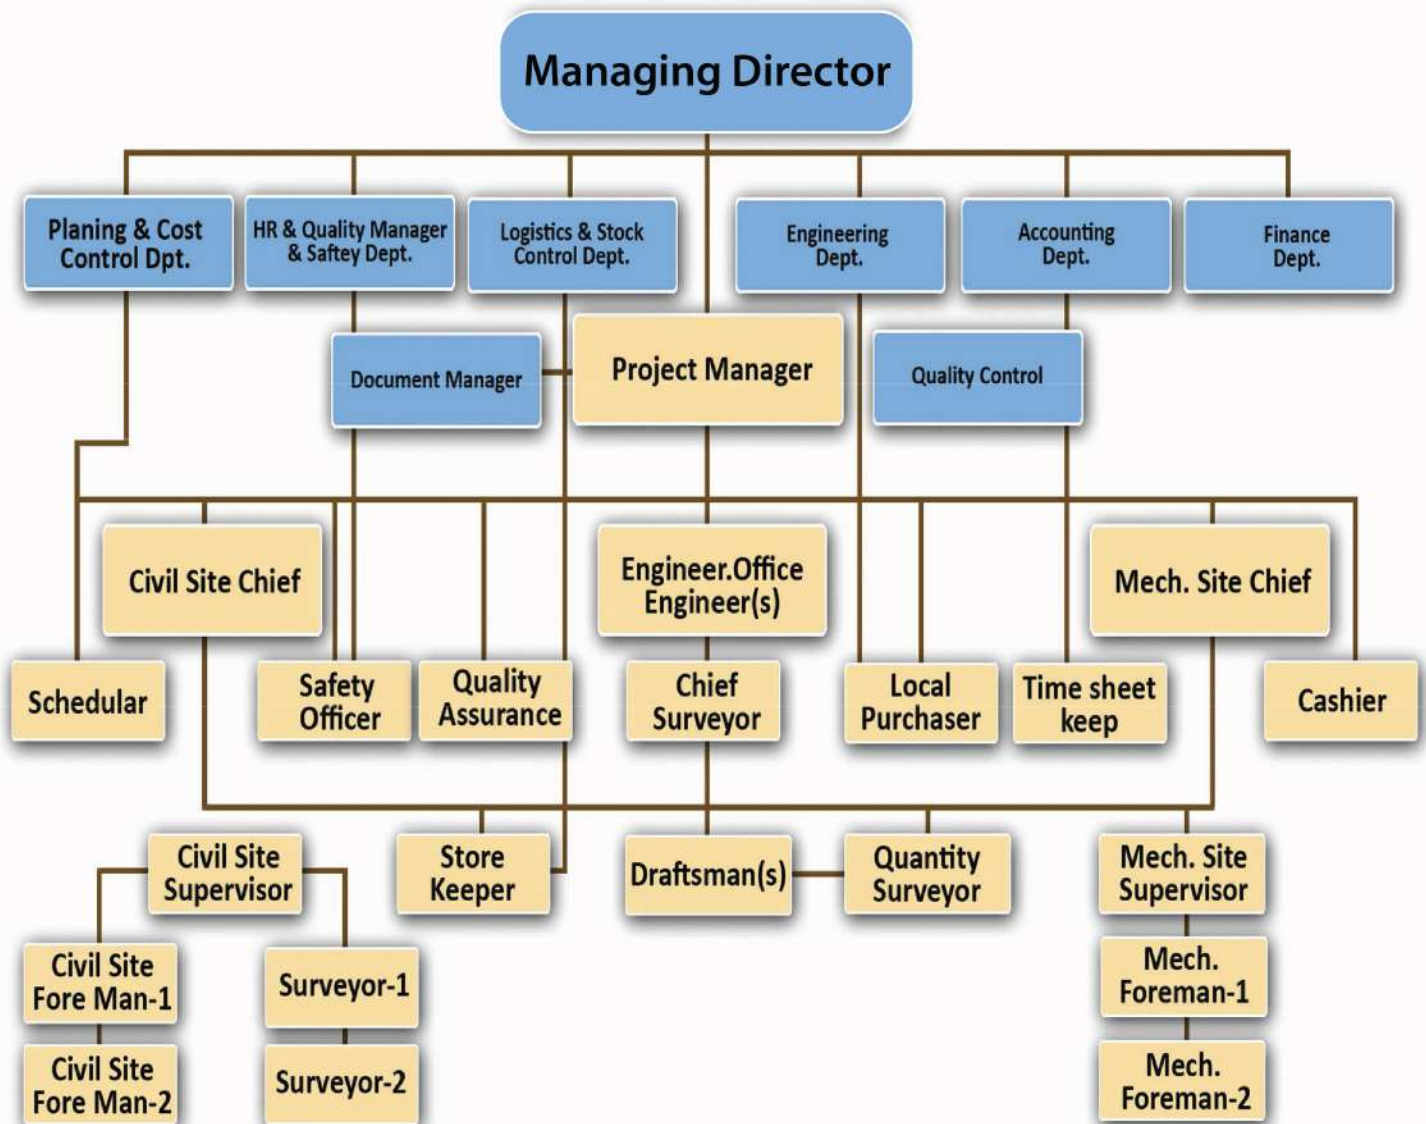 Managing Director
Planing & Cost
Control Dpt.
HR & Quality Manager
& Saftey Dept.
Logistics & Stock
Control Dept.
Engineering
Dept.
Accounting
Dept.
Finance
Dept.
Document Manager
Project Manager
Quality Control
Civil Site Chief
Engineer.Office
Engineer(s)
Mech. Site Chief
Schedular
Safety
Officer
Quality
Assurance
Chief
Surveyor
Local
Purchaser
Time sheet
keep
Cashier
Civil Site
Supervisor
Store
Keeper
Draftsman(s)
Quantity
Surveyor
Mech. Site
Supervisor
Civil Site
Fore Man-1
Surveyor-1
Mech.
Foreman-1
Civil Site
Fore Man-2
Surveyor-2
Mech.
Foreman-2